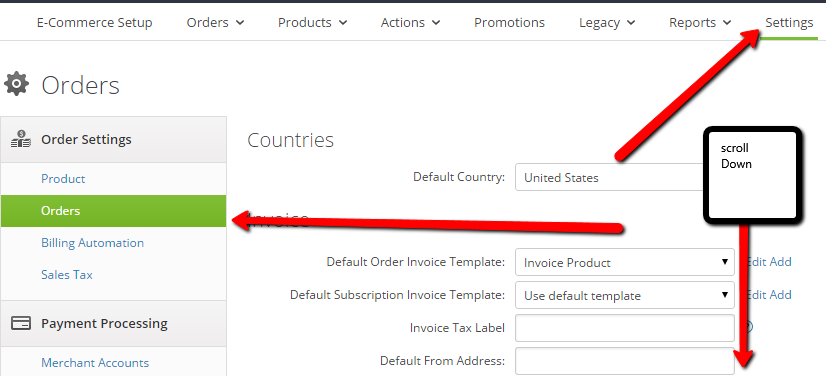 E-Commerce Setup Orders Products Actions Promotions Legacy Reports Settings
Orders
Order Settings
Product
Orders
Billing Automation
Sales Tax
Payment Processing
Merchant Accounts
Countries
Default Country: United States
Invoice
Default Order Invoice Template: Invoice Product Edit Add
Default Subscription Invoice Template: Use default template Edit Add
Invoice Tax Label
Default From Address:
scroll
Down